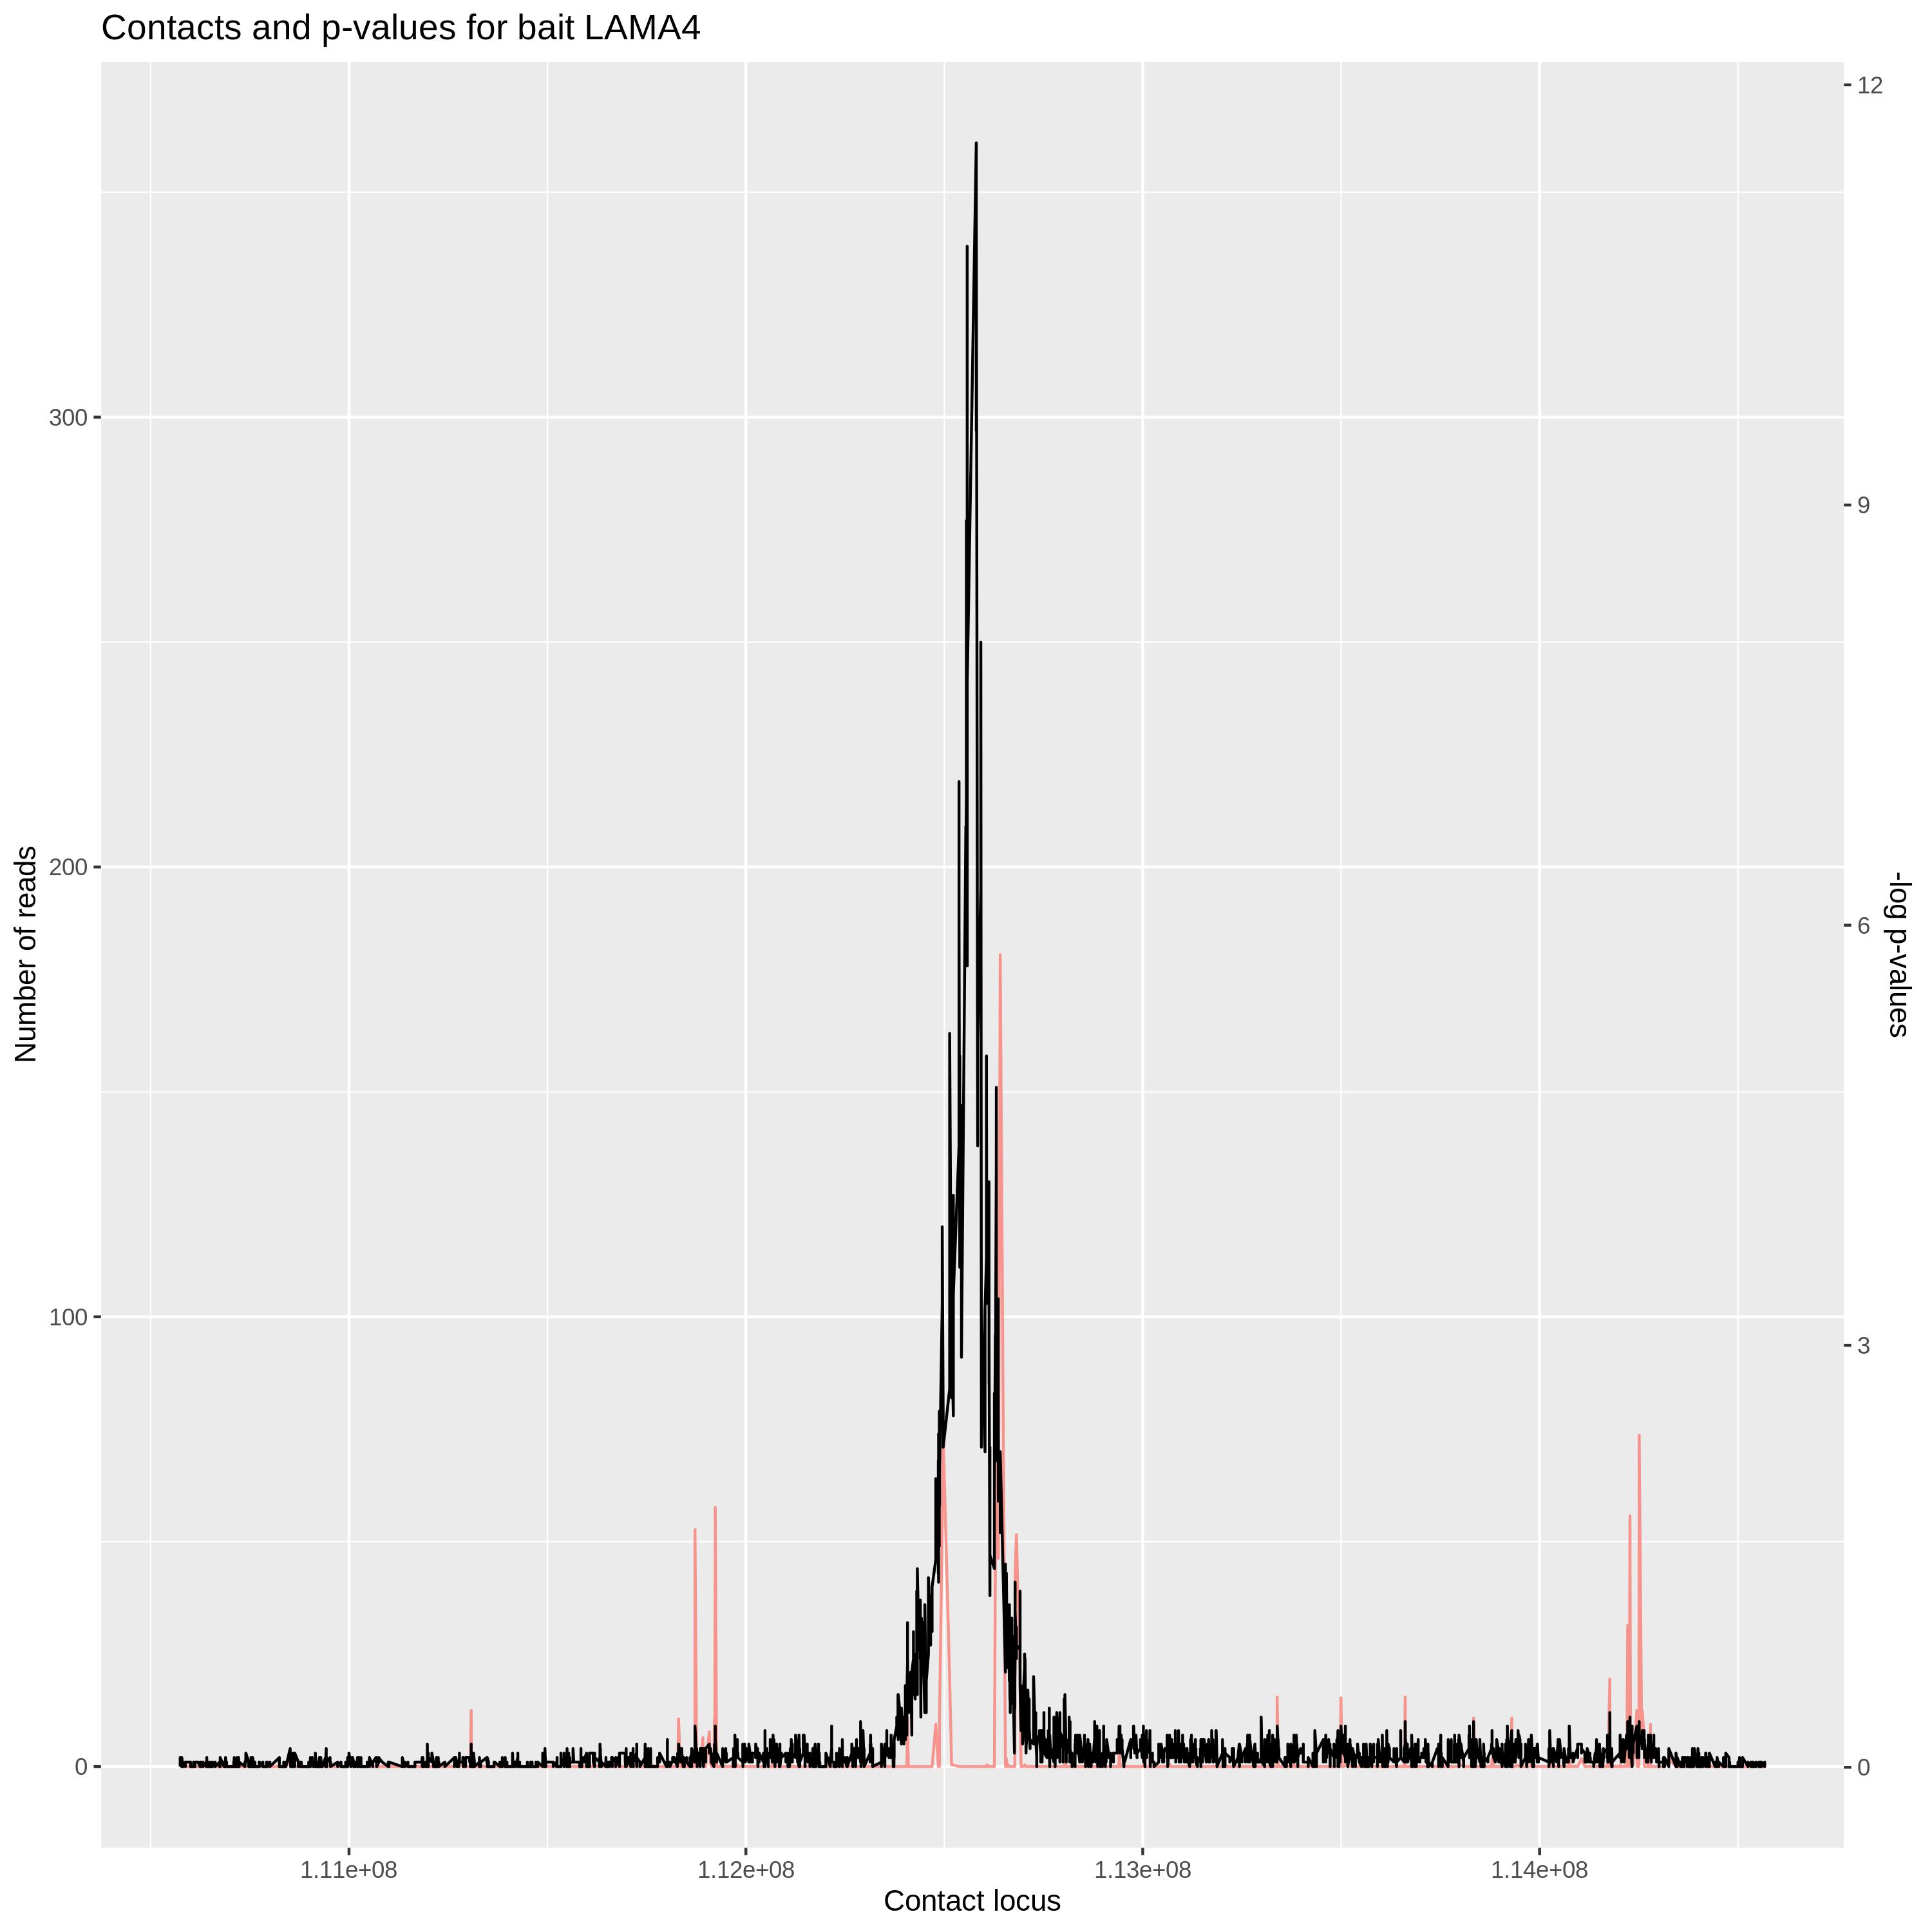 Contacts and p-values for bait LAMA4
12
300
9
200
6
Number of reads
-log p-values
100
3
0
0
1.11e+08
1.12e+08
1.13e+08
1.14e+08
Contact locus